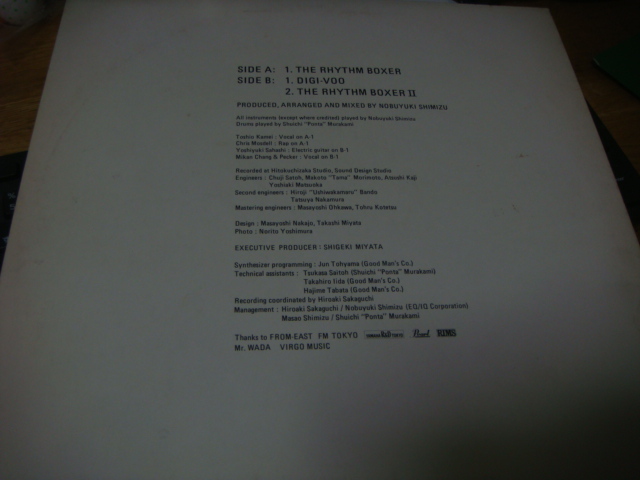 SIDE A: 1. THE RHYTHM BOXER
SIDE B: 1. DIGI-VOO
2. THE RHYTHM BOXER II
PRODUCED, ARRANGED AND MIXED BY NOBUYUKI SHIMIZU
All instruments (except where credited) played by Nobuyuki Shimizu
Drums played by Shuichi "Ponta" Murakami
Toshio Kamei : Vocal on A-1
Chris Mosdell : Rap on A-1
Yoshiyuki Sahashi : Electric guitar on B-1
Mikan Chang & Pecker : Vocal on B-1
Recorded at Hitokuchizaka Studio, Sound Design Studio
Engineers : Choji Satoh, Makoto "Tama" Morimoto, Atsushi Kaji
Yoshiaki Matsuoka
Second engineers : Hiroji "Ushiwakamaru" Bando
Tatsuya Nakamura
Mastering engineers : Masayoshi Ohkawa, Tohru Kotetsu
Design : Masayoshi Nakajo, Takushi Miyata
Photo : Norito Yoshimura
EXECUTIVE PRODUCER : SHIGEKI MIYATA
Synthesizer programming : Jun Tohyama (Good Man's Co.)
Technical assistents : Tsukasa Saitoh (Shuichi "Ponta" Murakami)
Takahiro Iida (Good Man's Co.)
Hajime Tabata (Good Man's Co.)
Recording coordinated by Hiroaki Sakaguchi
Management : Hiroaki Sakaguchi / Nobuyuki Shimizu (EQ/IQ Corporation)
Masao Shimizu / Shuichi "Ponta" Murakami
Thanks to FROM-EAST FM TOKYO Pearl
Mr. WADA VIRGO MUSIC